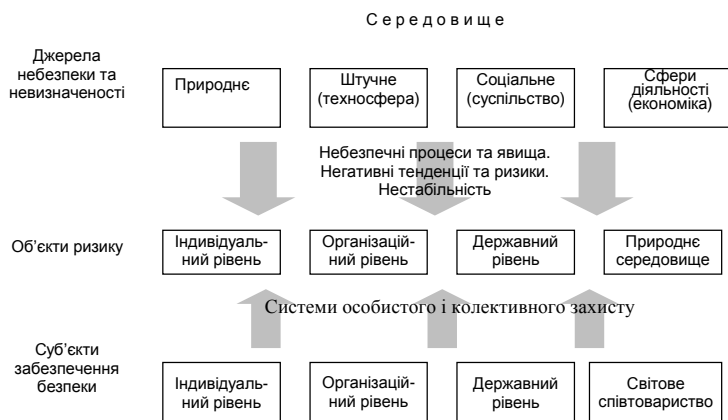 С е р е д о в и щ е
Джерела
небезпеки та
невизначеності
Природнє
Штучне
(техносфера)
Соціальне
(суспільство)
Сфери
діяльності
(економіка)
Небезпечні процеси та явища.
Негативні тенденції та ризики.
Нестабільність
Об’єкти ризику
Індивідуаль-
ний рівень
Організацій-
ний рівень
Державний
рівень
Природнє
середовище
Системи особистого і колективного захисту
Суб’єкти
забезпечення
безпеки
Індивідуаль-
ний рівень
Організацій-
ний рівень
Державний
рівень
Світове
співтовариство